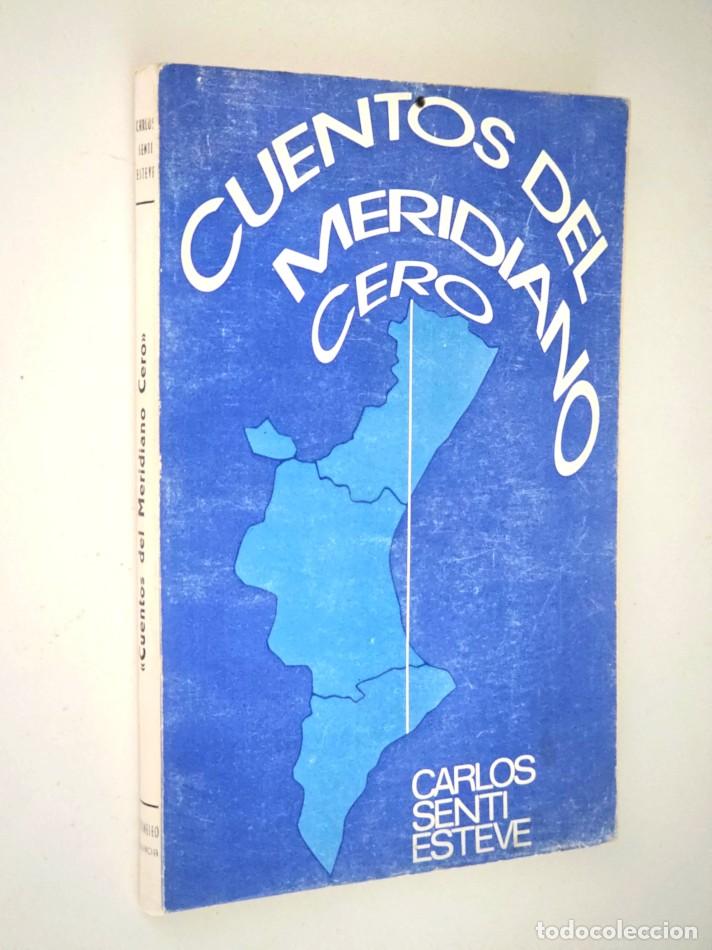 CUENTOS DEL
MERIDIANO
CERO
CARLOS
SENTI
ESTEVE
CARLOS
SENTI
ESTEVE
«Cuentos del Meridiano Cero»
todocoleccion